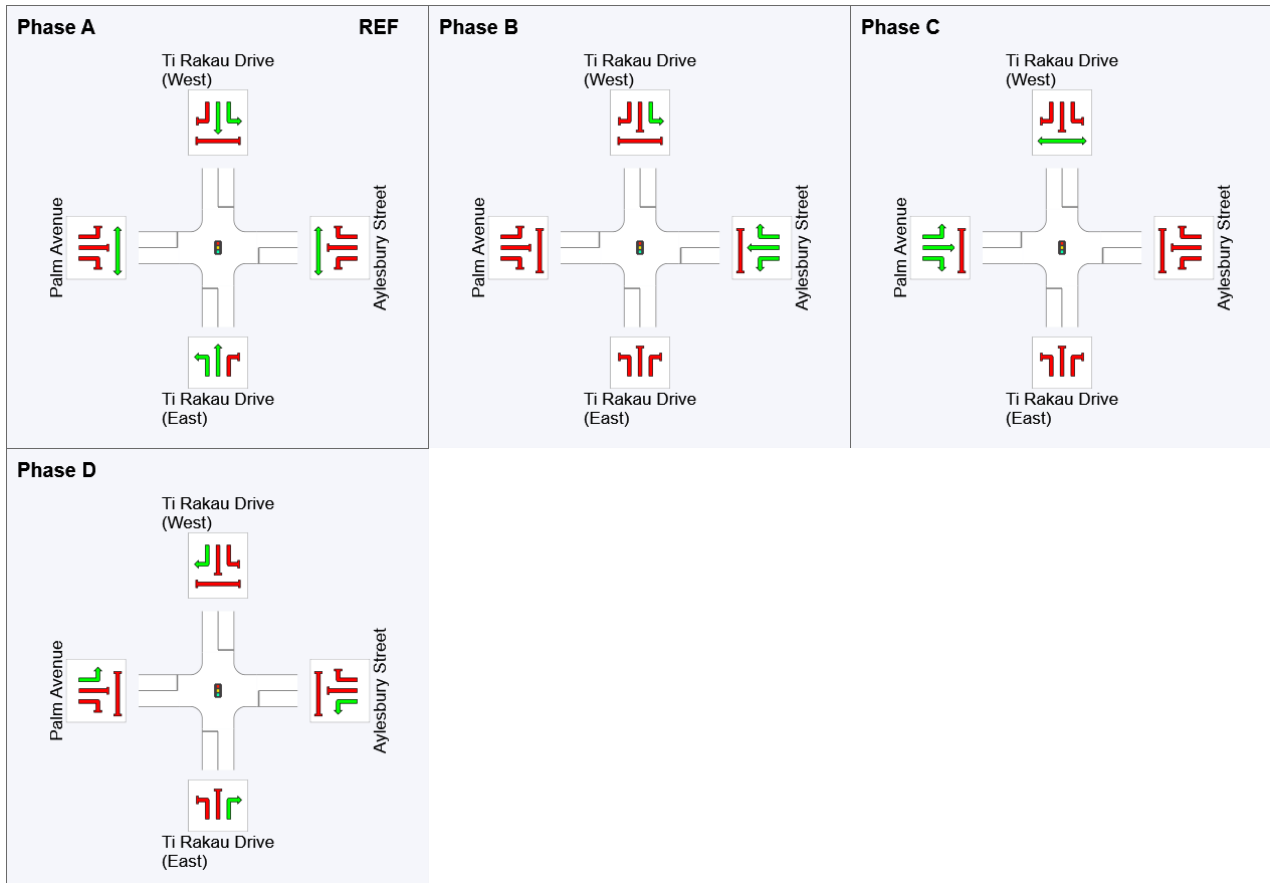 Phase A
REF
Ti Rakau Drive
(West)
Palm Avenue
Aylesbury Street
Ti Rakau Drive
(East)
Phase B
Ti Rakau Drive
(West)
Palm Avenue
Aylesbury Street
Ti Rakau Drive
(East)
Phase C
Ti Rakau Drive
(West)
Palm Avenue
Aylesbury Street
Ti Rakau Drive
(East)
Phase D
Ti Rakau Drive
(West)
Palm Avenue
Aylesbury Street
Ti Rakau Drive
(East)